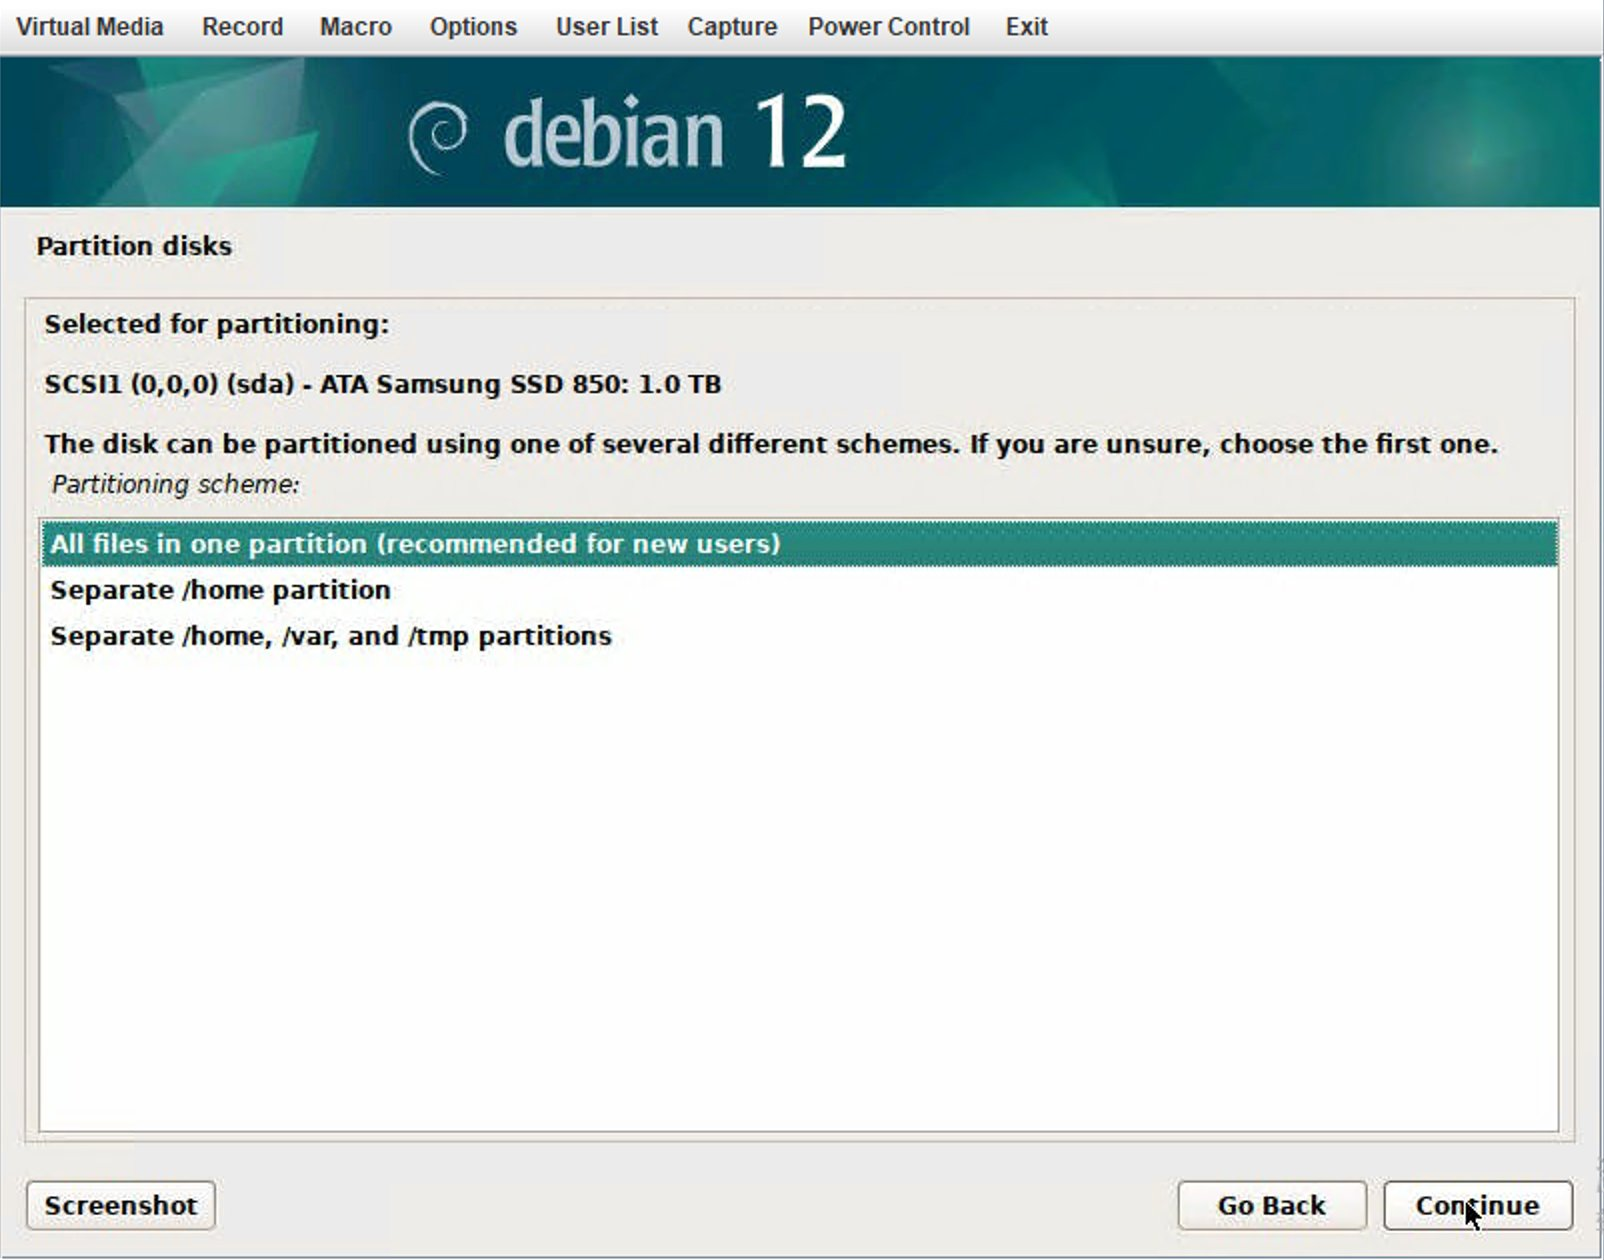 Virtual Media Record Macro Options User List Capture Power Control Exit
debian 12
Partition disks
Selected for partitioning:
SCSI1 (0,0,0) (sda) - ATA Samsung SSD 850: 1.0 TB
The disk can be partitioned using one of several different schemes. If you are unsure, choose the first one.
Partitioning scheme:
All files in one partition (recommended for new users)
Separate /home partition
Separate /home, /var, and /tmp partitions
Screenshot Go Back Continue